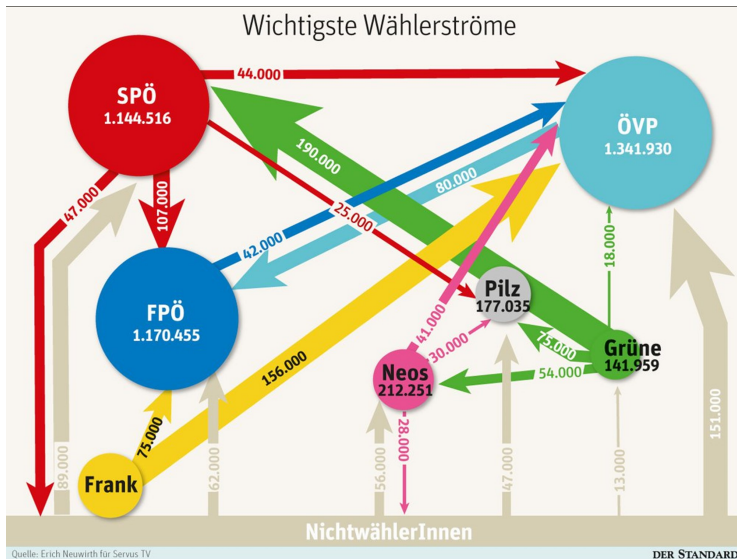 Wichtigste Wählerströme
SPÖ
1.144.516
44.000
ÖVP
1.341.930
190.000
80.000
47.000
107.000
25.000
42.000
18.000
FPÖ
1.170.455
Pilz
177.035
41.000
30.000
75.000
Grüne
141.959
Neos
212.251
54.000
156.000
75.000
28.000
151.000
89.000
62.000
56.000
47.000
13.000
Frank
NichtwählerInnen
Quelle: Erich Neuwirth für Servus TV
DER STANDARD